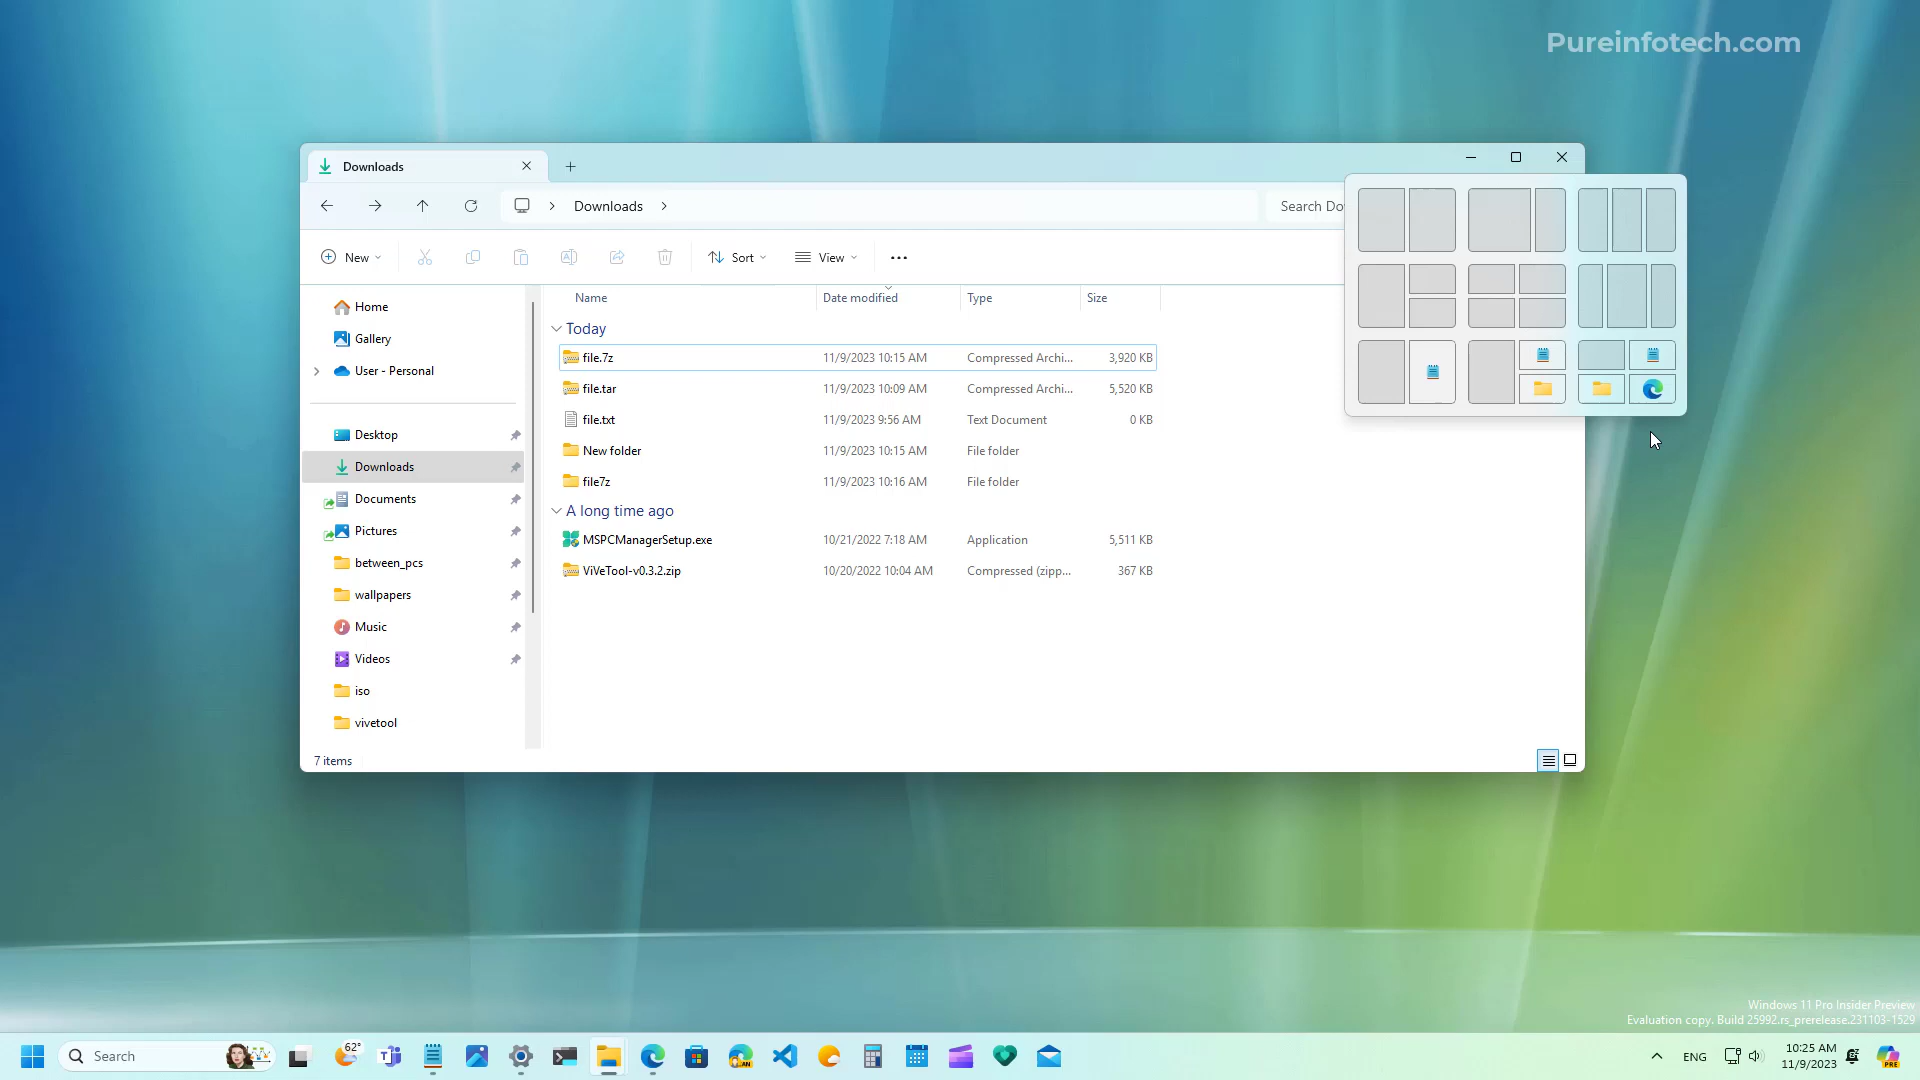 Pureinfotech.com
Downloads
Downloads
Search Do
New
Sort
View
Name
Date modified
Type
Size
Home
Gallery
User - Personal
Desktop
Downloads
Documents
Pictures
between_pcs
wallpapers
Music
Videos
iso
vivetool
Today
file.7z 11/9/2023 10:15 AM Compressed Archi... 3,920 KB
file.tar 11/9/2023 10:09 AM Compressed Archi... 5,520 KB
file.txt 11/9/2023 9:56 AM Text Document 0 KB
New folder 11/9/2023 10:15 AM File folder
file7z 11/9/2023 10:16 AM File folder
A long time ago
MSPCManagerSetup.exe 10/21/2022 7:18 AM Application 5,511 KB
ViVeTool-v0.3.2.zip 10/20/2022 10:04 AM Compressed (zipp... 367 KB
7 items
Windows 11 Pro Insider Preview
Evaluation copy. Build 25992.rs_prerelease.231103-1529
Search
62°
CAN
ENG
10:25 AM
11/9/2023
PRE